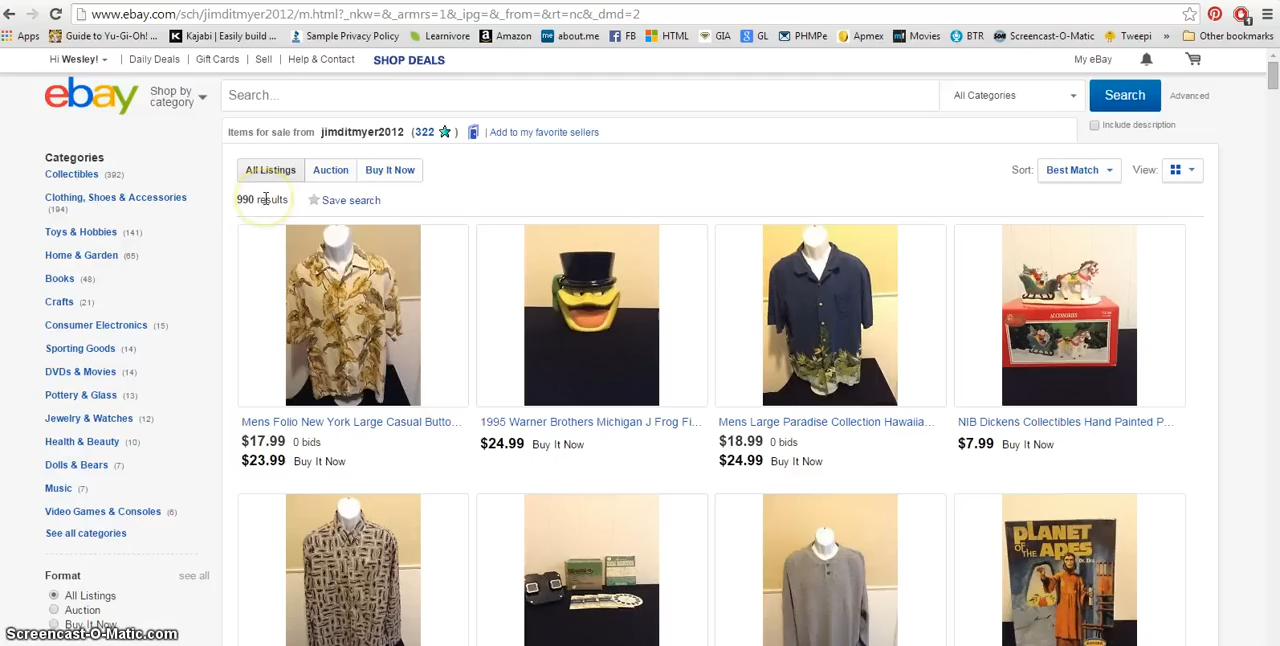 www.ebay.com/sch/jimditmyer2012/m.html?_nkw=&_armrs=1&_ipg=&_from=&rt=nc&_dmd=2
Apps Guide to Yu-Gi-Oh! ... Kajabi | Easily build ... Sample Privacy Policy Learnivore Amazon about.me FB HTML GIA GL PHMPe Apmex Movies BTR Screencast-O-Matic Tweepi » Other bookmarks
Hi Wesley! Daily Deals Gift Cards Sell Help & Contact SHOP DEALS My eBay
ebay Shop by category Search... All Categories Search Advanced
Include description
Items for sale from jimditmyer2012 (322 ) | Add to my favorite sellers
Categories
Collectibles (392)
Clothing, Shoes & Accessories
(194)
Toys & Hobbies (141)
Home & Garden (65)
Books (48)
Crafts (21)
Consumer Electronics (15)
Sporting Goods (14)
DVDs & Movies (14)
Pottery & Glass (13)
Jewelry & Watches (12)
Health & Beauty (10)
Dolls & Bears (7)
Music (7)
Video Games & Consoles (6)
See all categories
Format see all
All Listings
Auction
Buy It Now
All Listings Auction Buy It Now Sort: Best Match View:
990 results Save search
Mens Folio New York Large Casual Butto...
$17.99 0 bids
$23.99 Buy It Now
1995 Warner Brothers Michigan J Frog Fi...
$24.99 Buy It Now
Mens Large Paradise Collection Hawaiia...
$18.99 0 bids
$24.99 Buy It Now
ACCESSORIES
NIB Dickens Collectibles Hand Painted P...
$7.99 Buy It Now
PLANET
OF THE APES
Screencast-O-Matic.com